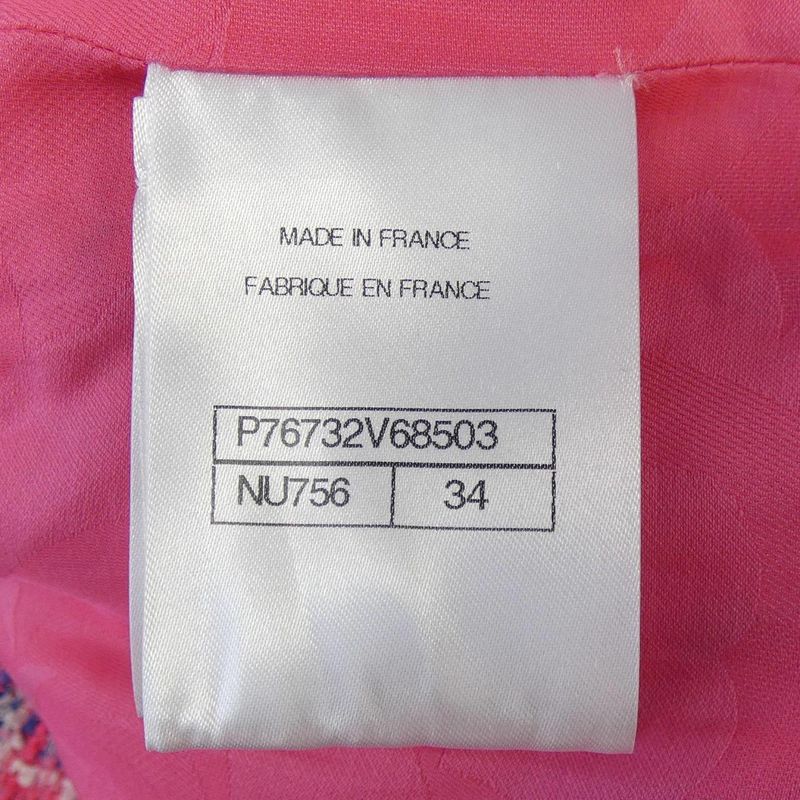 MADE IN FRANCE
FABRIQUE EN FRANCE
P76732V68503
NU756 34